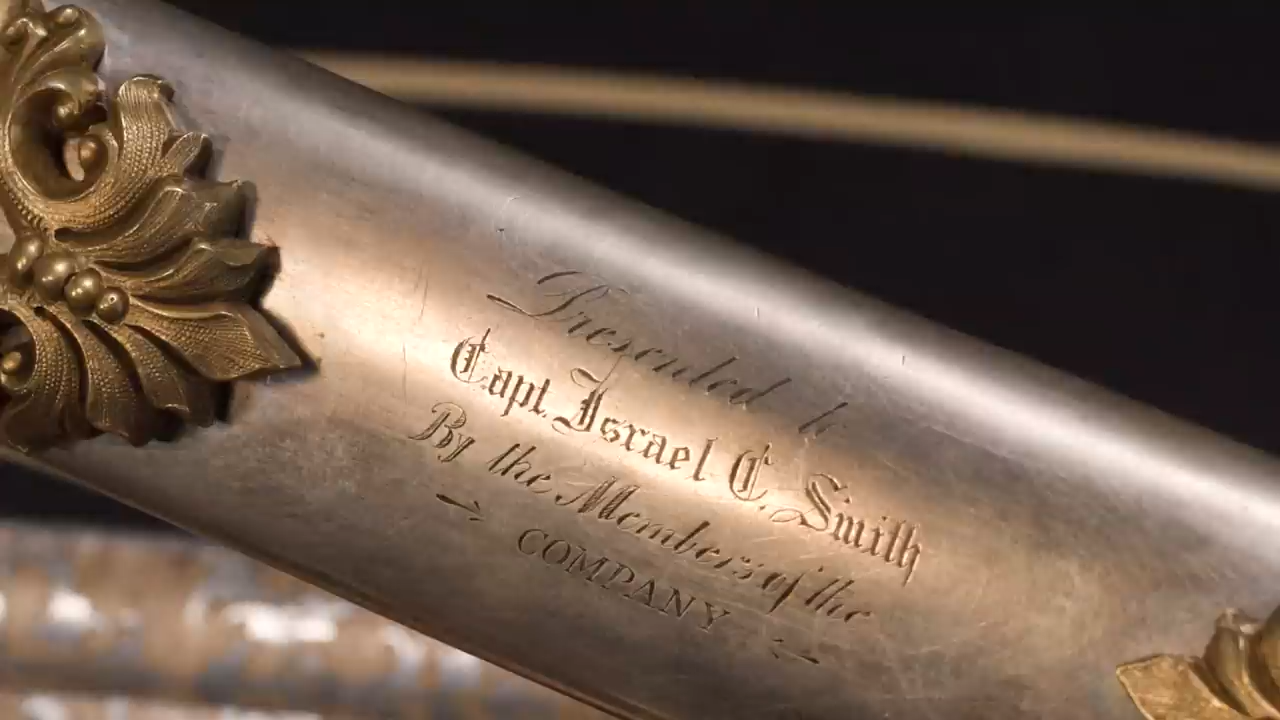 Presented to
Capt. Israel C. Smith
By the Members of the
COMPANY